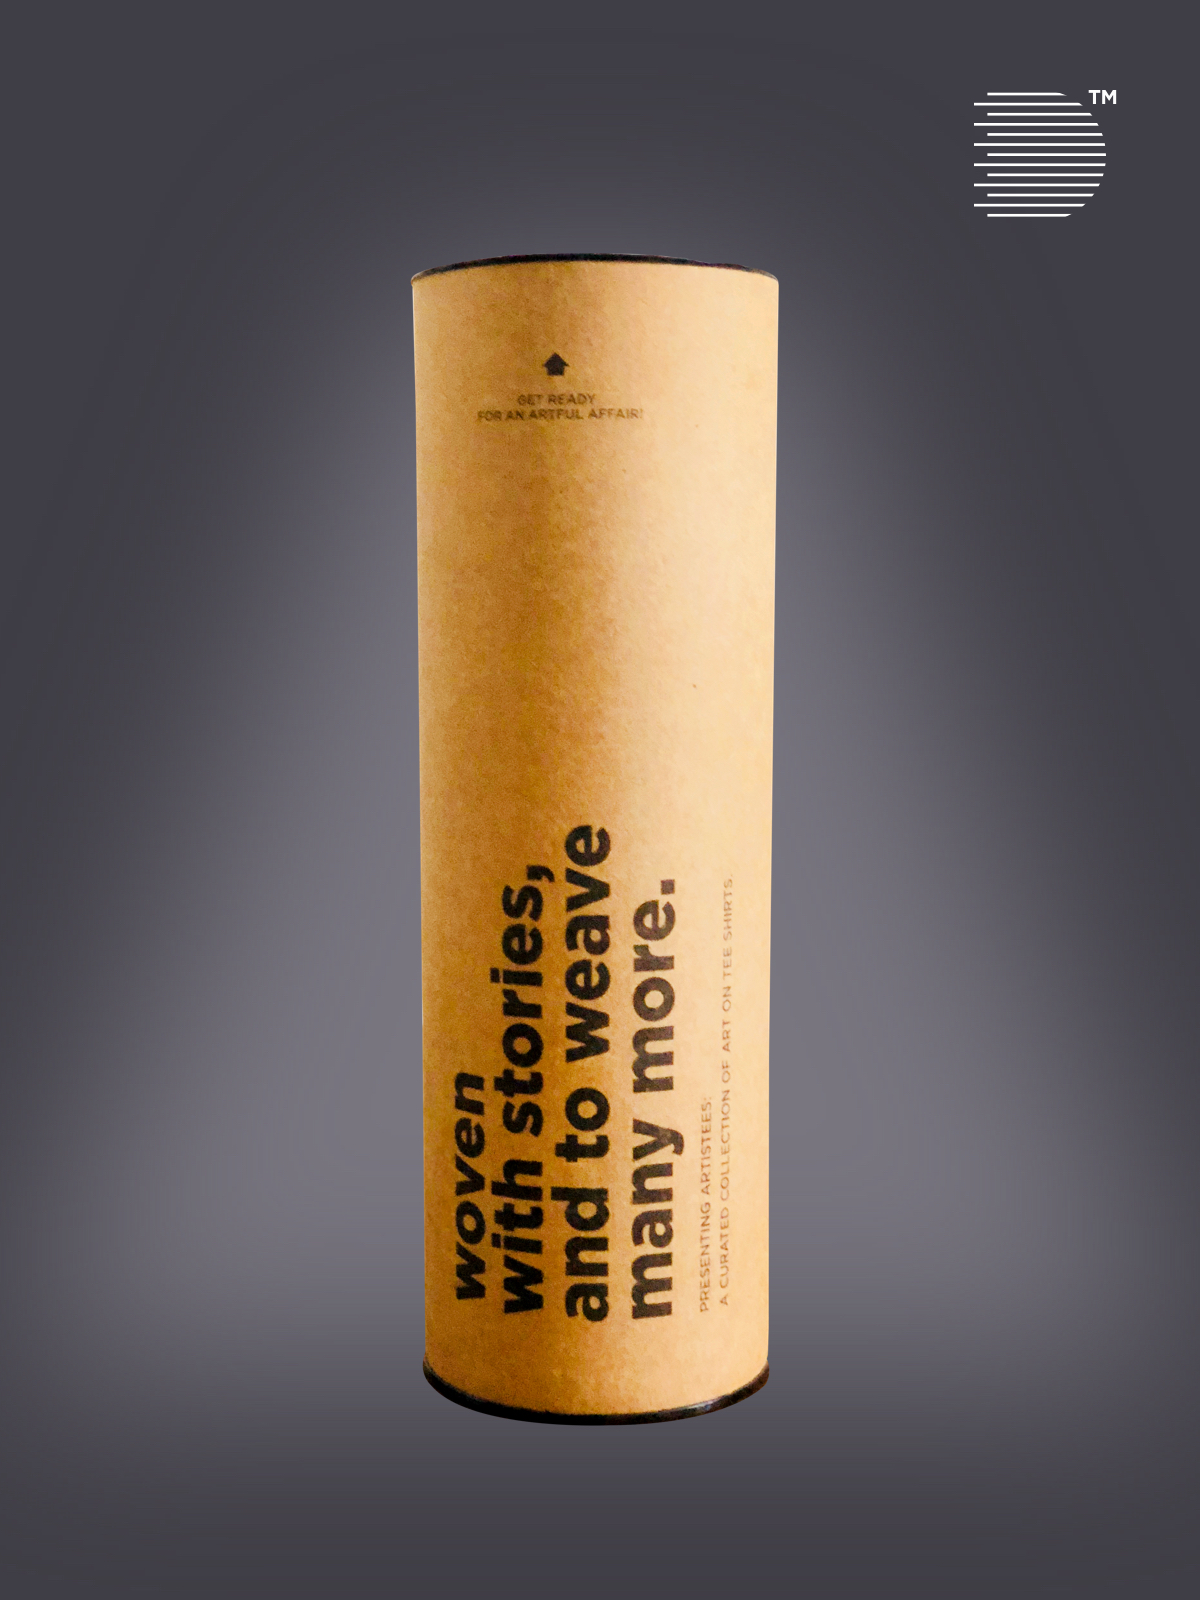 TM
GET READY
FOR AN ARTFUL AFFAIR!
woven
with stories,
and to weave
many more.
PRESENTING ARTISTEES:
A CURATED COLLECTION OF ART ON TEE SHIRTS.